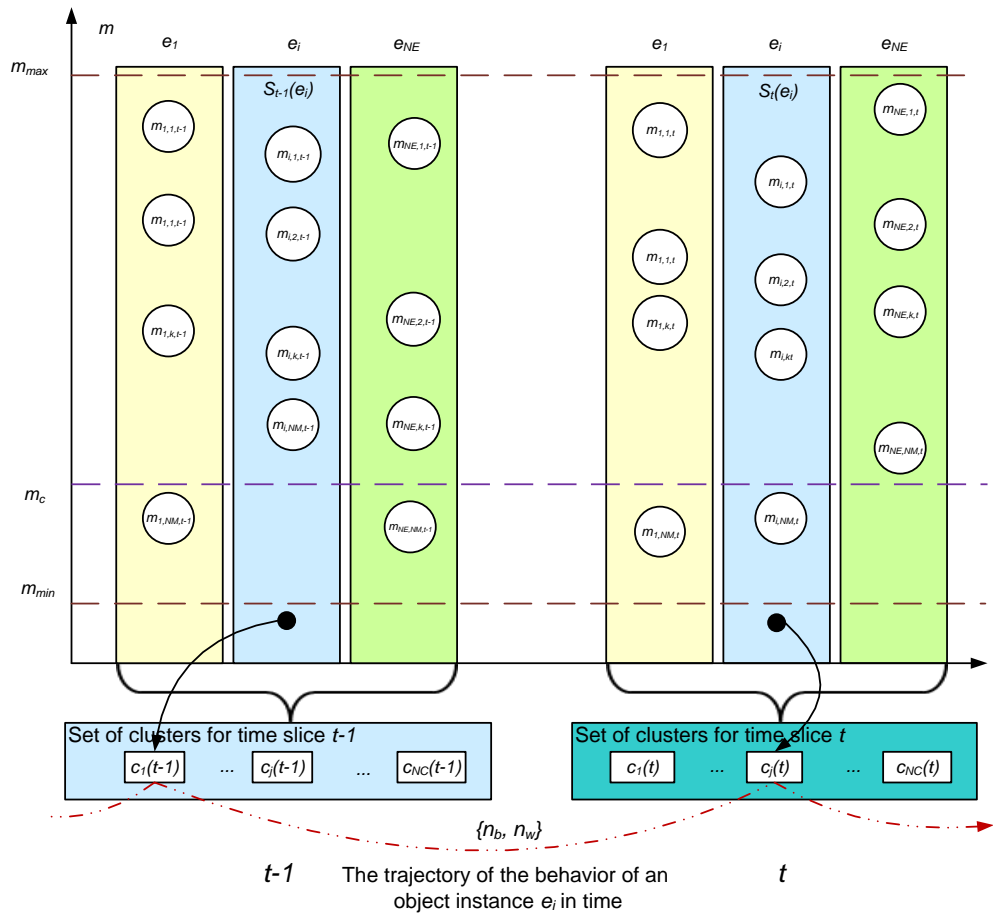 m
e1 ei eNE e1 ei eNE
mmax
St-1(ei) St(ei)
m1,1,t-1 mi,1,t-1 mNE,1,t-1 m1,1,t mi,1,t mNE,1,t
m1,1,t-1 mi,2,t-1 mNE,2,t-1 m1,1,t mi,2,t mNE,2,t
m1,k,t-1 mi,k,t-1 mNE,k,t-1 m1,k,t mi,kt mNE,k,t
mi,NM,t-1 mNE,NM,t
mc
m1,NM,t-1 mNE,NM,t-1 m1,NM,t mi,NM,t
mmin
Set of clusters for time slice t-1 Set of clusters for time slice t
c1(t-1) ... cj(t-1) ... cNC(t-1) c1(t) ... cj(t) ... cNC(t)
{nb, nw}
t-1 The trajectory of the behavior of an t
object instance ei in time